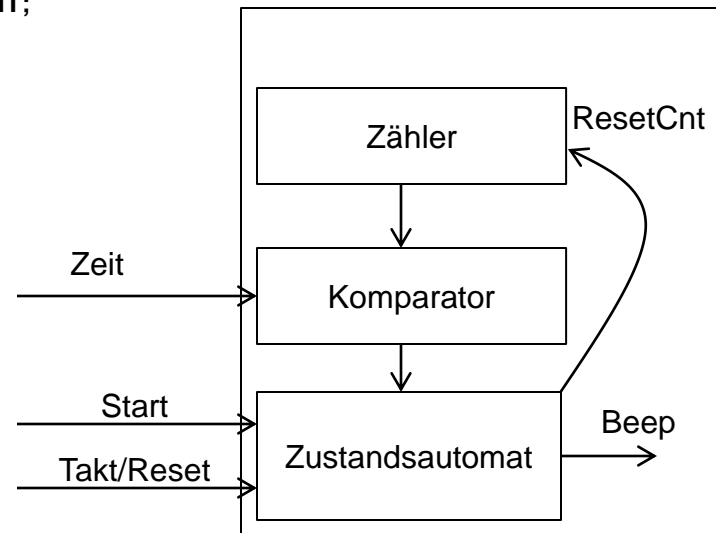 Zähler
ResetCnt
Zeit
Komparator
Start
Beep
Zustandsautomat
Takt/Reset